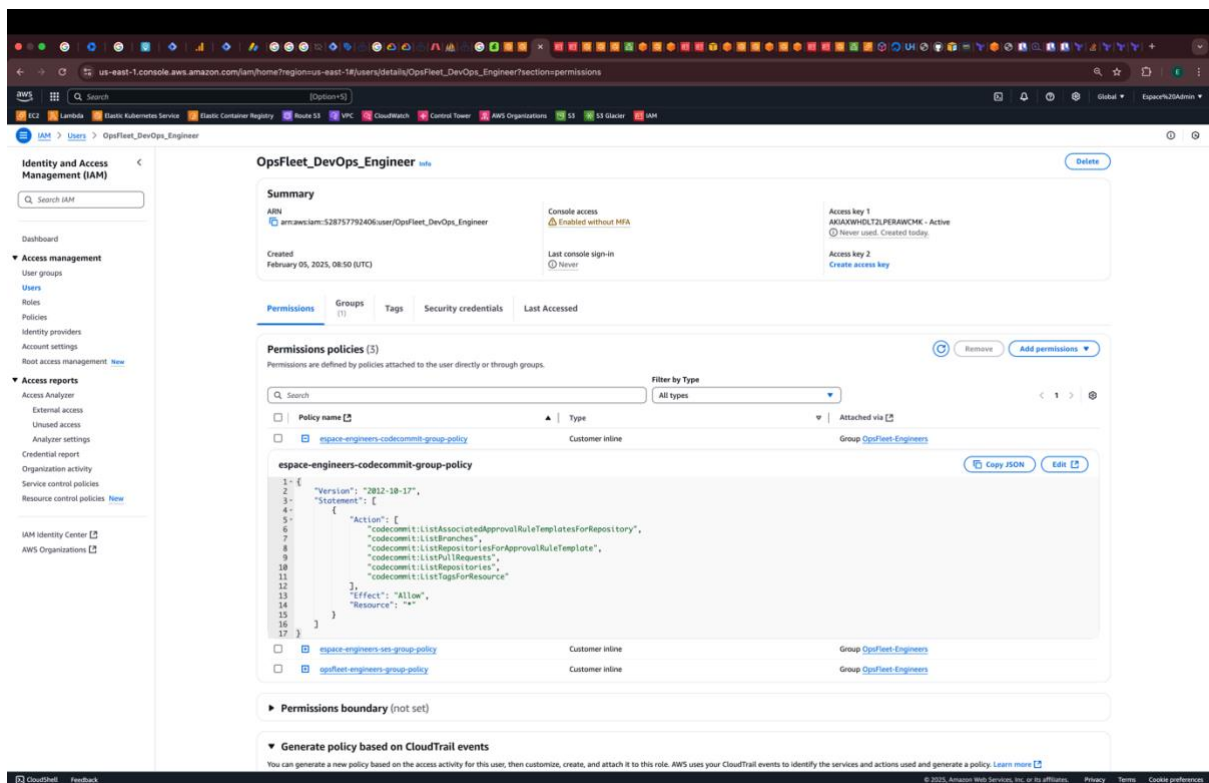 us-east-1.console.aws.amazon.com/iam/home?region=us-east-1#/users/details/OpsFleet_DevOps_Engineer?section=permissions
aws Search [Option+S] Global Espace%20Admin
EC2 Lambda Elastic Kubernetes Service Elastic Container Registry Route 53 VPC CloudWatch Control Tower AWS Organizations S3 S3 Glacier IAM
IAM > Users > OpsFleet_DevOps_Engineer
Identity and Access Management (IAM)
Search IAM
Dashboard
Access management
User groups
Users
Roles
Policies
Identity providers
Account settings
Root access management New
Access reports
Access Analyzer
External access
Unused access
Analyzer settings
Credential report
Organization activity
Service control policies
Resource control policies New
IAM Identity Center
AWS Organizations
OpsFleet_DevOps_Engineer Info
Delete
Summary
ARN
arn:aws:iam::528757792406:user/OpsFleet_DevOps_Engineer
Console access
Enabled without MFA
Access key 1
AKIAXWHDLT2LPERAWCMK - Active
Never used. Created today.
Created
February 05, 2025, 08:50 (UTC)
Last console sign-in
Never
Access key 2
Create access key
Permissions Groups (1) Tags Security credentials Last Accessed
Permissions policies (3)
Remove Add permissions
Permissions are defined by policies attached to the user directly or through groups.
Filter by Type
Search All types 1
Policy name Type Attached via
espace-engineers-codecommit-group-policy Customer inline Group OpsFleet-Engineers
espace-engineers-codecommit-group-policy Copy JSON Edit
1 {
2 "Version": "2012-10-17",
3 "Statement": [
4 {
5 "Action": [
6 "codecommit:ListAssociatedApprovalRuleTemplatesForRepository",
7 "codecommit:ListBranches",
8 "codecommit:ListRepositoriesForApprovalRuleTemplate",
9 "codecommit:ListPullRequests",
10 "codecommit:ListRepositories",
11 "codecommit:ListTagsForResource"
12 ],
13 "Effect": "Allow",
14 "Resource": "*"
15 }
16 ]
17 }
espace-engineers-ses-group-policy Customer inline Group OpsFleet-Engineers
opsfleet-engineers-group-policy Customer inline Group OpsFleet-Engineers
Permissions boundary (not set)
Generate policy based on CloudTrail events
You can generate a new policy based on the access activity for this user, then customize, create, and attach it to this role. AWS uses your CloudTrail events to identify the services and actions used and generate a policy. Learn more
CloudShell Feedback © 2025, Amazon Web Services, Inc. or its affiliates. Privacy Terms Cookie preferences